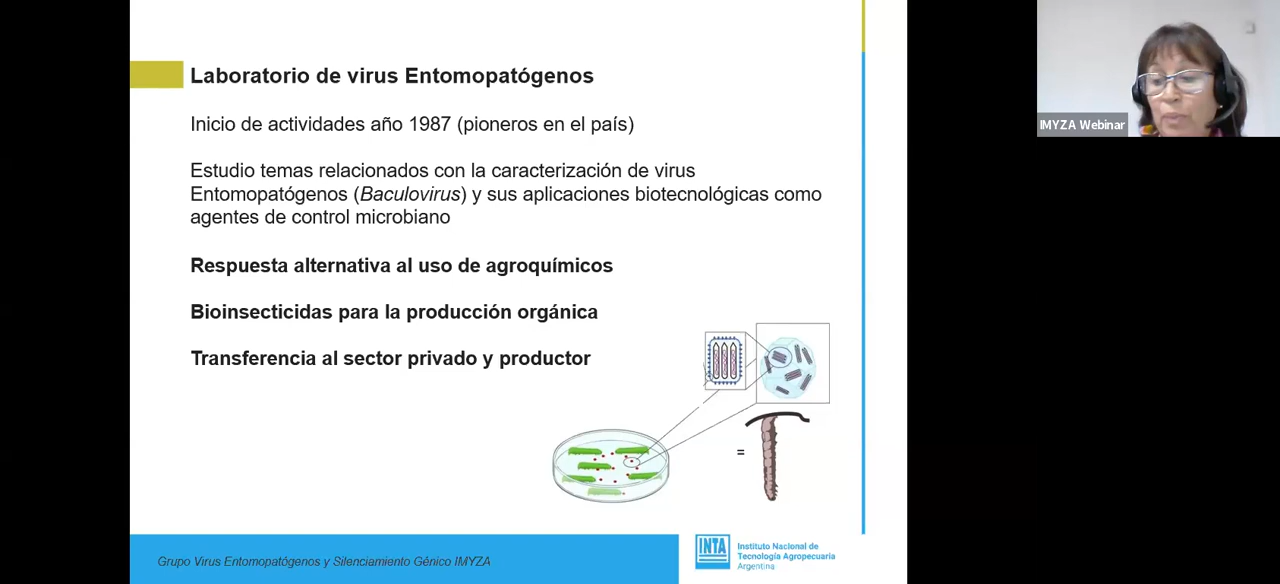 Laboratorio de virus Entomopatógenos
Inicio de actividades año 1987 (pioneros en el país)
Estudio temas relacionados con la caracterización de virus
Entomopatógenos (Baculovirus) y sus aplicaciones biotecnológicas como
agentes de control microbiano
Respuesta alternativa al uso de agroquímicos
Bioinsecticidas para la producción orgánica
Transferencia al sector privado y productor
=
Grupo Virus Entomopatógenos y Silenciamiento Génico IMYZA
INTA
Instituto Nacional de
Tecnología Agropecuaria
Argentina
IMYZA Webinar